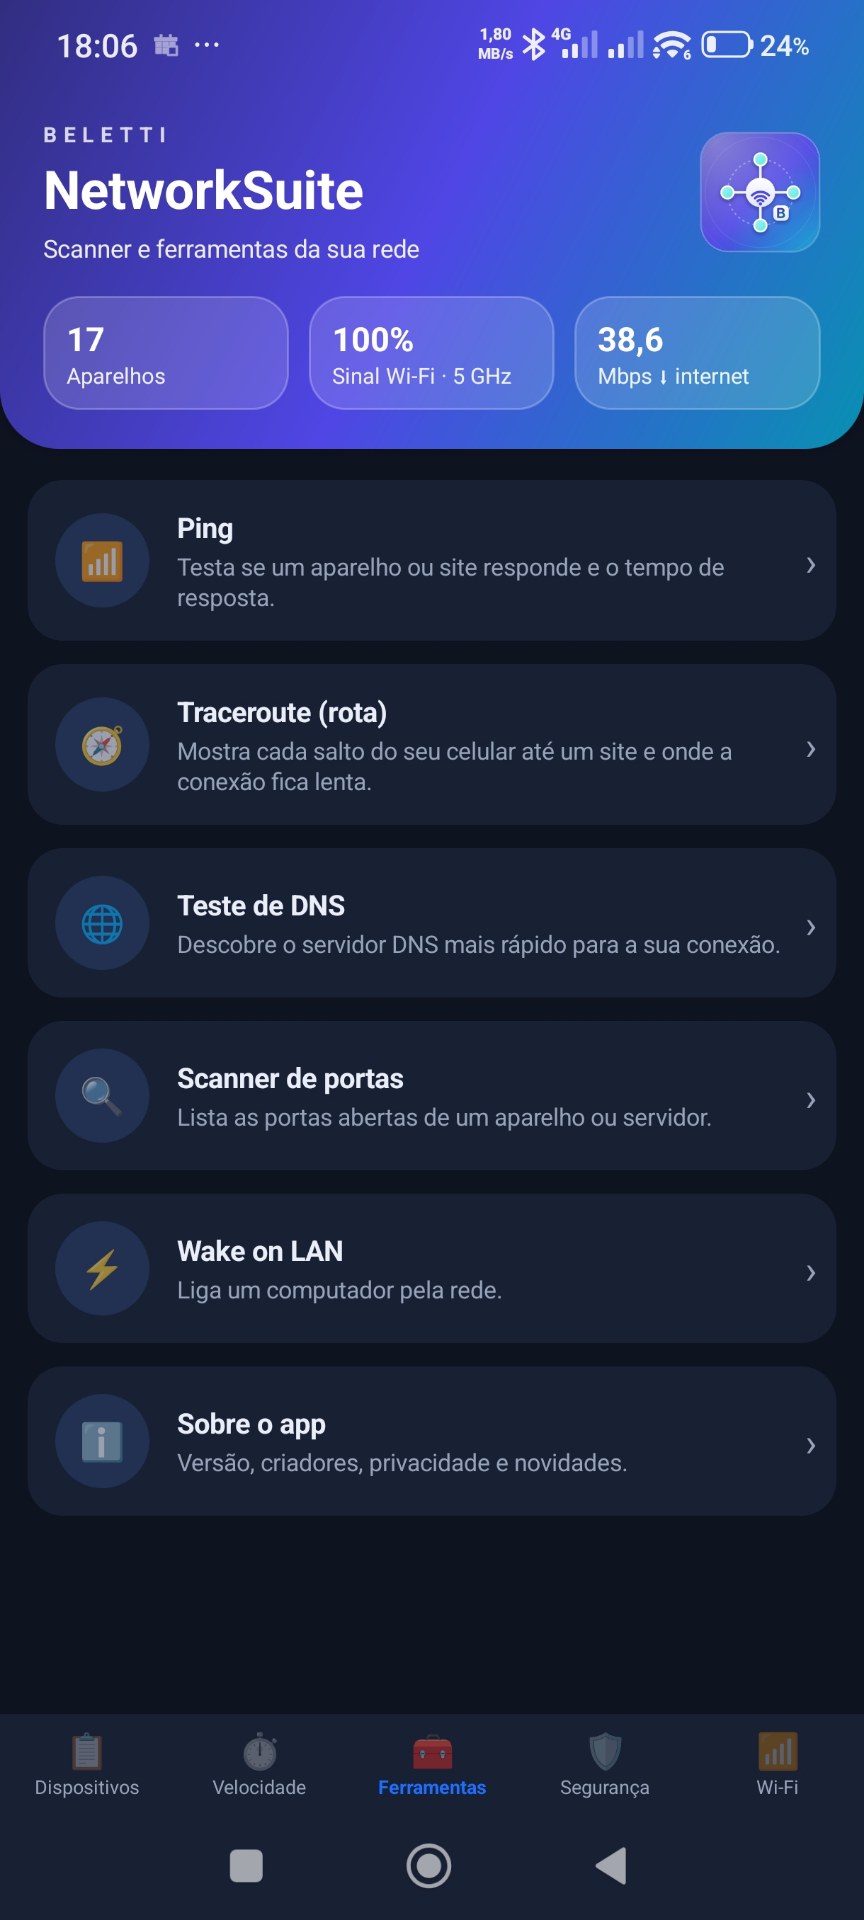 18:06
1,80
MB/s
4G
6
24%
BELETTI
NetworkSuite
Scanner e ferramentas da sua rede
B
17
Aparelhos
100%
Sinal Wi-Fi · 5 GHz
38,6
Mbps ⭳ internet
Ping
Testa se um aparelho ou site responde e o tempo de
resposta.
Traceroute (rota)
Mostra cada salto do seu celular até um site e onde a
conexão fica lenta.
Teste de DNS
Descobre o servidor DNS mais rápido para a sua conexão.
Scanner de portas
Lista as portas abertas de um aparelho ou servidor.
Wake on LAN
Liga um computador pela rede.
Sobre o app
Versão, criadores, privacidade e novidades.
Dispositivos
Velocidade
Ferramentas
Segurança
Wi-Fi